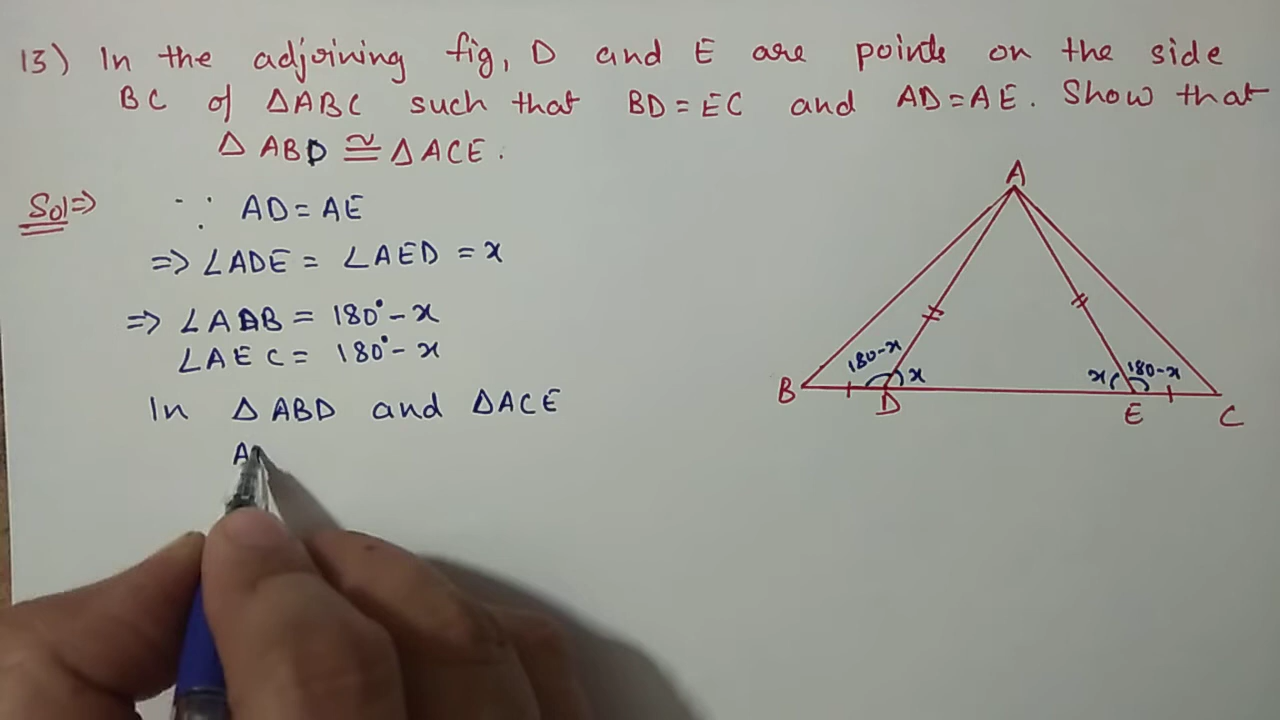 13) In the adjoining fig, D and E are points on the side
BC of ΔABC such that BD = EC and AD = AE. Show that
Δ ABD ≅ ΔACE.
Sol⇒ ∵ AD = AE
⇒ ∠ADE = ∠AED = x
⇒ ∠ADB = 180° - x
∠AEC = 180° - x
In Δ ABD and ΔACE
A
A
180-x
x
x
180-x
B
D
E
C